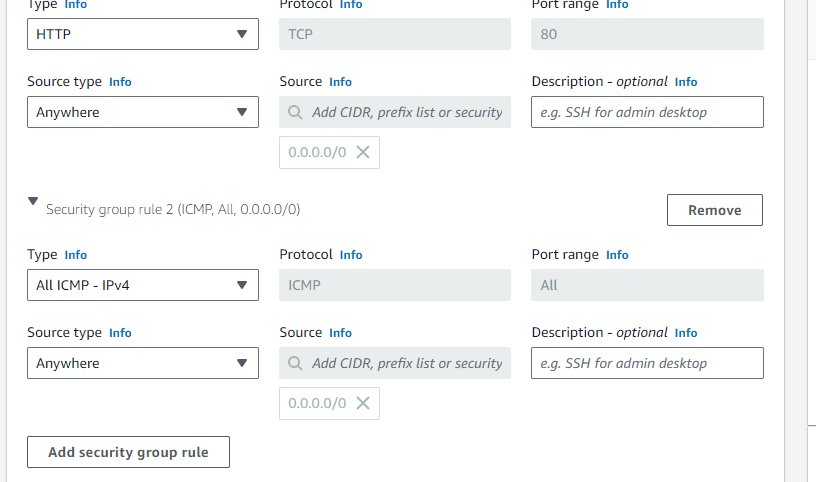 Type Info Protocol Info Port range Info
HTTP TCP 80
Source type Info Source Info Description - optional Info
Anywhere Add CIDR, prefix list or security e.g. SSH for admin desktop
0.0.0.0/0
Security group rule 2 (ICMP, All, 0.0.0.0/0) Remove
Type Info Protocol Info Port range Info
All ICMP - IPv4 ICMP All
Source type Info Source Info Description - optional Info
Anywhere Add CIDR, prefix list or security e.g. SSH for admin desktop
0.0.0.0/0
Add security group rule